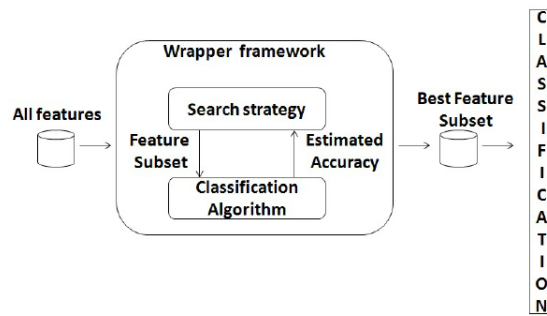 Wrapper framework
All features
Search strategy
Feature
Subset
Estimated
Accuracy
Classification
Algorithm
Best Feature
Subset
C
L
A
S
S
I
F
I
C
A
T
I
O
N